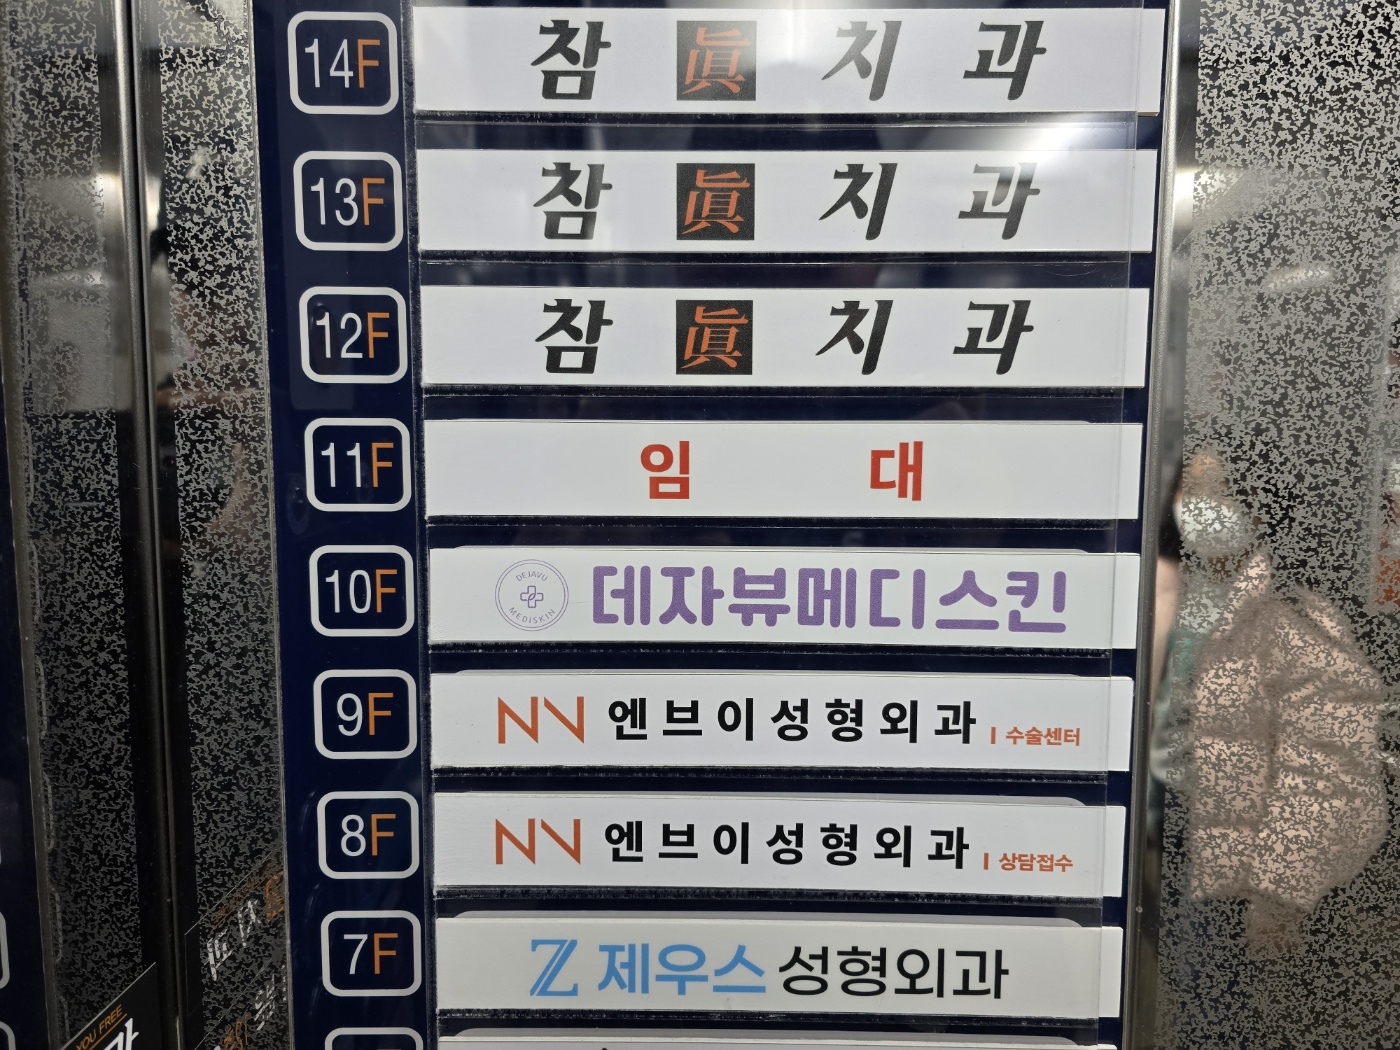 14F 참 眞 치 과
13F 참 眞 치 과
12F 참 眞 치 과
11F 임 대
10F DEJAVU MEDISKIN 데자뷰메디스킨
9F NV 엔브이성형외과 | 수술센터
8F NV 엔브이성형외과 | 상담접수
7F Z 제우스성형외과
YOU FREE